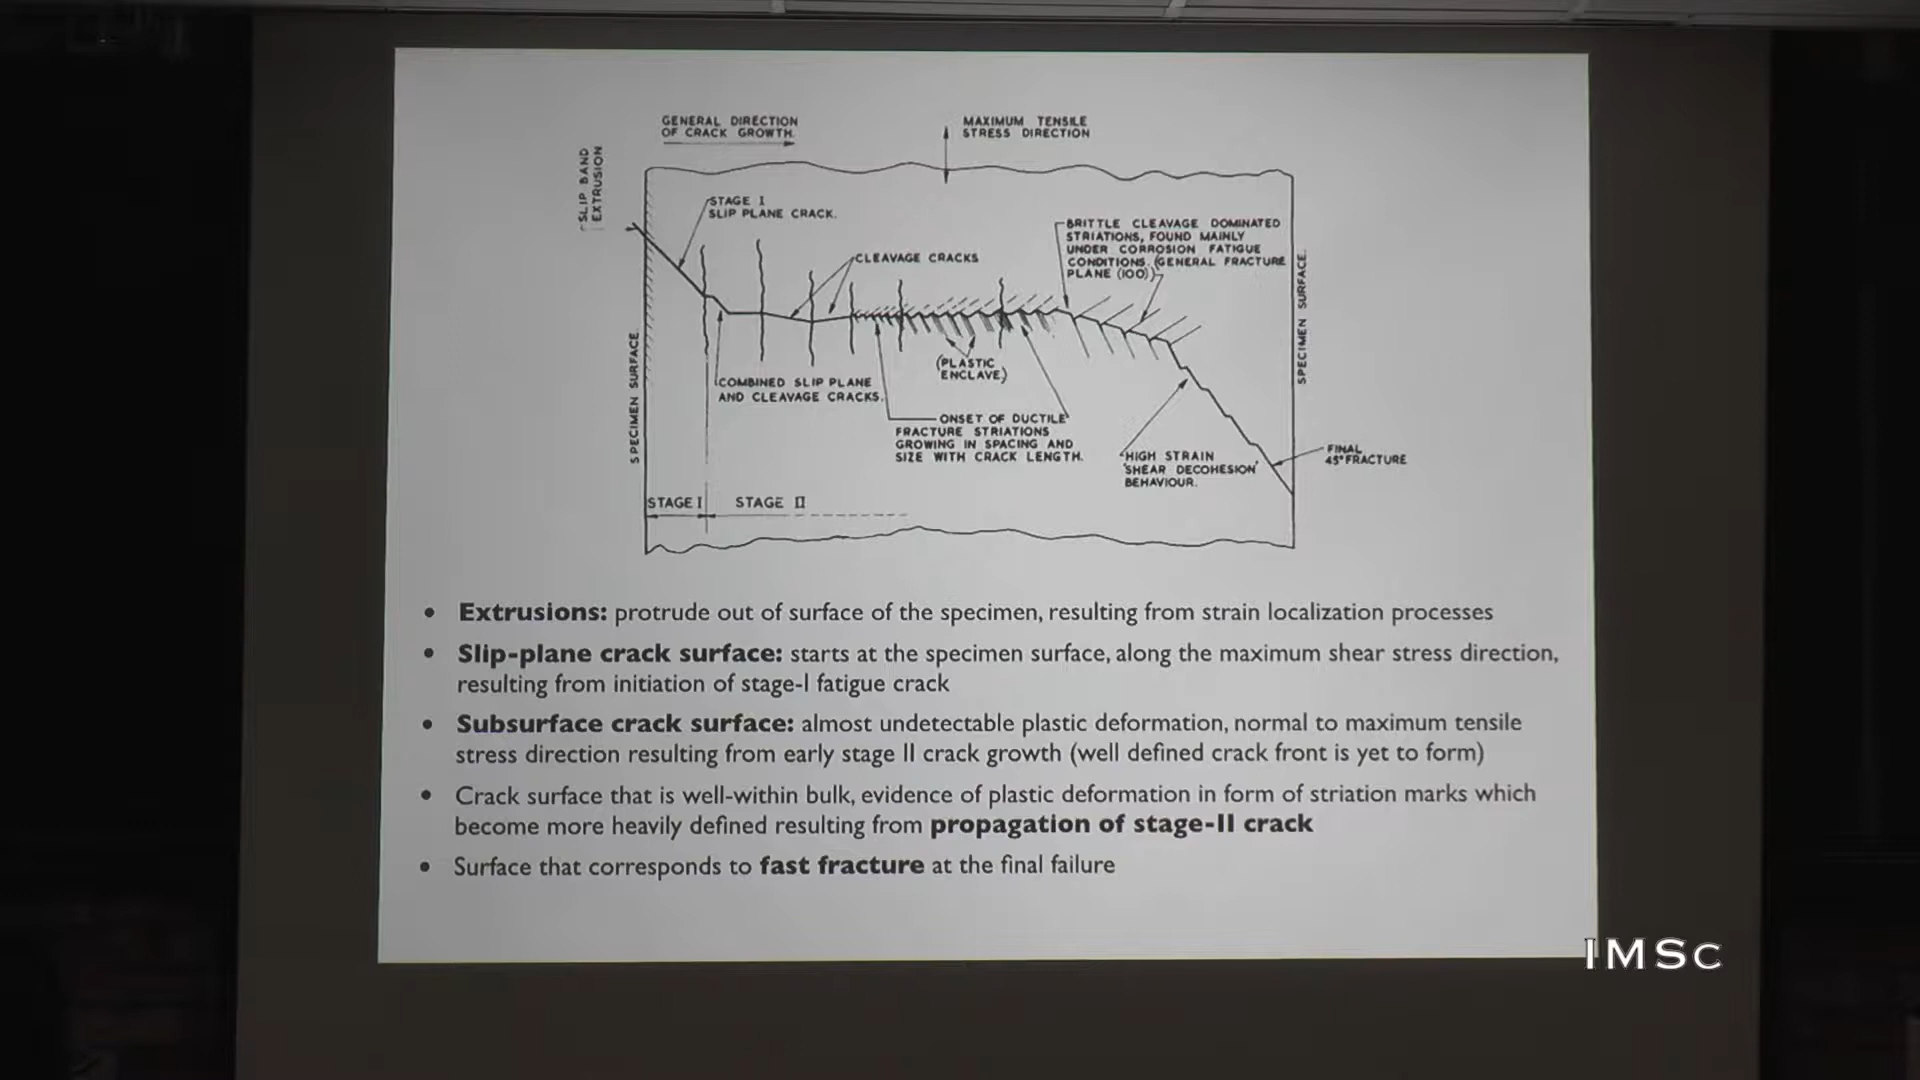 GENERAL DIRECTION
OF CRACK GROWTH.
MAXIMUM TENSILE
STRESS DIRECTION
SLIP BAND
EXTRUSION
STAGE I
SLIP PLANE CRACK.
CLEAVAGE CRACKS
BRITTLE CLEAVAGE DOMINATED
STRIATIONS, FOUND MAINLY
UNDER CORROSION FATIGUE
CONDITIONS. (GENERAL FRACTURE
PLANE (100))
SPECIMEN SURFACE.
SPECIMEN SURFACE.
(PLASTIC
ENCLAVE)
COMBINED SLIP PLANE
AND CLEAVAGE CRACKS.
ONSET OF DUCTILE
FRACTURE STRIATIONS
GROWING IN SPACING AND
SIZE WITH CRACK LENGTH.
HIGH STRAIN
'SHEAR DECOHESION'
BEHAVIOUR.
FINAL
45° FRACTURE
STAGE I
STAGE II
• Extrusions: protrude out of surface of the specimen, resulting from strain localization processes
• Slip-plane crack surface: starts at the specimen surface, along the maximum shear stress direction,
resulting from initiation of stage-I fatigue crack
• Subsurface crack surface: almost undetectable plastic deformation, normal to maximum tensile
stress direction resulting from early stage II crack growth (well defined crack front is yet to form)
• Crack surface that is well-within bulk, evidence of plastic deformation in form of striation marks which
become more heavily defined resulting from propagation of stage-II crack
• Surface that corresponds to fast fracture at the final failure
IMSc